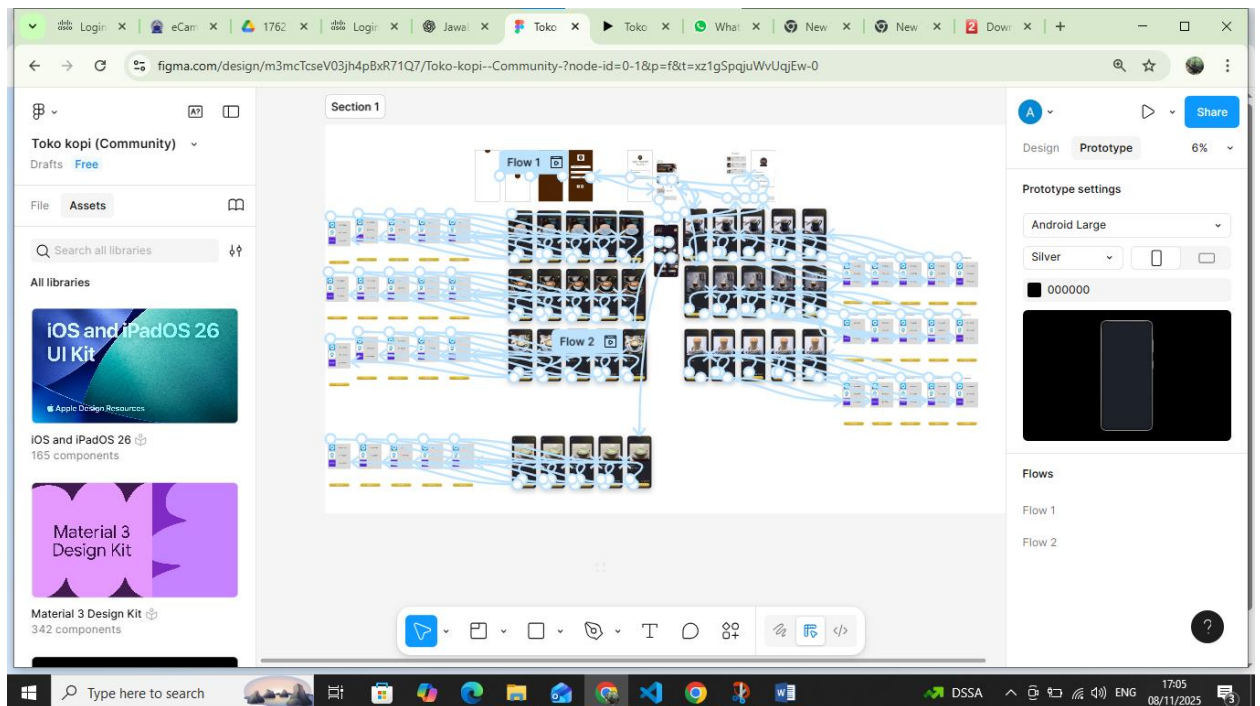 Login
eCam
1762
Login
Jawal
Toko
Toko
What
New
New
Down
figma.com/design/m3mcTcseV03jh4pBxR71Q7/Toko-kopi--Community-?node-id=0-1&p=f&t=xz1gSpqjuWvUqjEw-0
Toko kopi (Community)
Drafts Free
File Assets
Search all libraries
All libraries
iOS and iPadOS 26
UI Kit
Apple Design Resources
iOS and iPadOS 26
165 components
Material 3
Design Kit
Material 3 Design Kit
342 components
Section 1
Flow 1
Flow 2
A
Share
Design Prototype 6%
Prototype settings
Android Large
Silver
000000
Flows
Flow 1
Flow 2
?
Type here to search
DSSA
ENG
17:05
08/11/2025
3